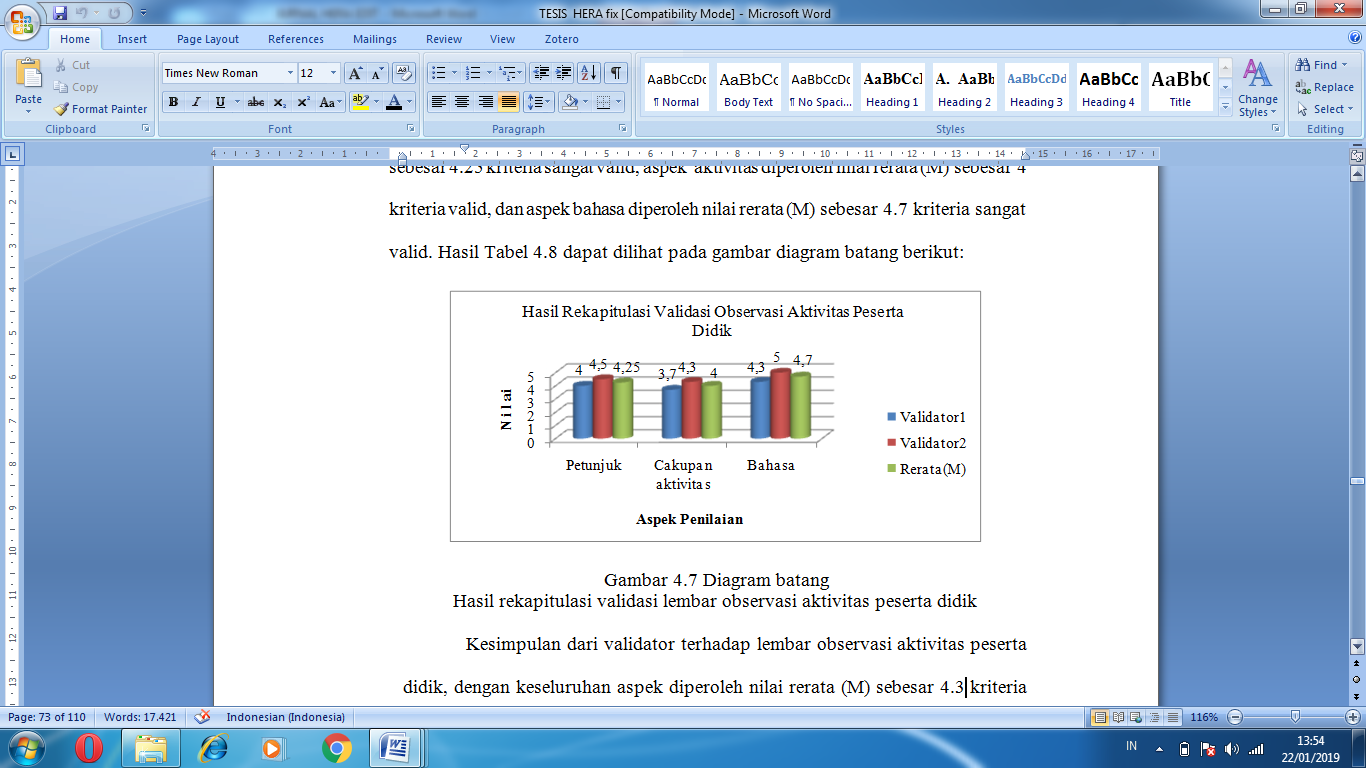 TESIS HERA fix [Compatibility Mode] - Microsoft Word
Home Insert Page Layout References Mailings Review View Zotero
Paste
Cut
Copy
Format Painter
Clipboard
Times New Roman 12
Font
Paragraph
AaBbCcDc AaBbCc AaBbCcDc AaBbCcI A. AaBb AaBbCcDd AaBbCc AaBbC
¶ Normal Body Text ¶ No Spaci... Heading 1 Heading 2 Heading 3 Heading 4 Title
Change Styles
Styles
Find
Replace
Select
Editing
sebesar 4.25 kriteria sangat valid, aspek aktivitas diperoleh nilai rerata (M) sebesar 4
kriteria valid, dan aspek bahasa diperoleh nilai rerata (M) sebesar 4.7 kriteria sangat
valid. Hasil Tabel 4.8 dapat dilihat pada gambar diagram batang berikut:
Hasil Rekapitulasi Validasi Observasi Aktivitas Peserta
Didik
4 4,5 4,25 3,7 4,3 4 4,3 5 4,7
5
4
3
2
1
0
Nilai
Petunjuk Cakupan aktivitas Bahasa
Aspek Penilaian
Validator1
Validator2
Rerata(M)
Gambar 4.7 Diagram batang
Hasil rekapitulasi validasi lembar observasi aktivitas peserta didik
Kesimpulan dari validator terhadap lembar observasi aktivitas peserta
didik, dengan keseluruhan aspek diperoleh nilai rerata (M) sebesar 4.3 kriteria
Page: 73 of 110 Words: 17.421 Indonesian (Indonesia) 116%
IN 13:54
22/01/2019